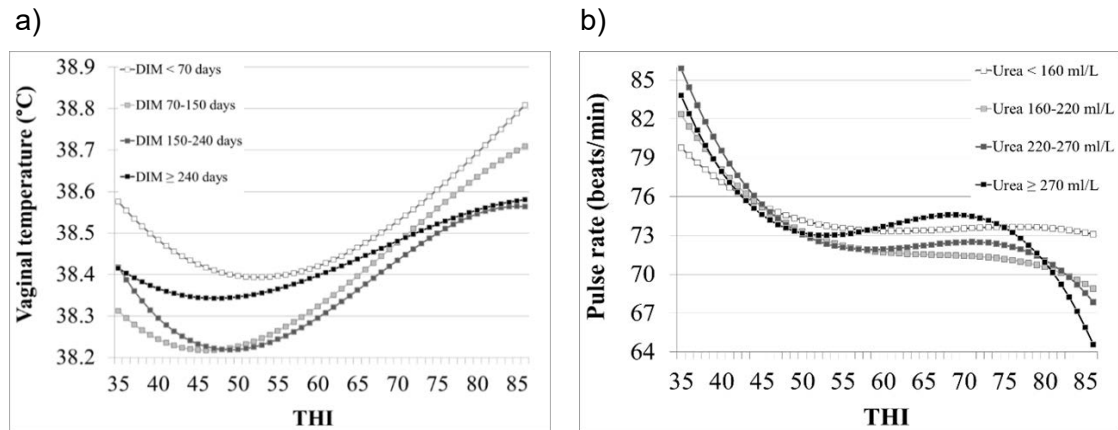 a)
b)
Vaginal temperature (°C)
38.9
38.8
38.7
38.6
38.5
38.4
38.3
38.2
DIM < 70 days
DIM 70-150 days
DIM 150-240 days
DIM ≥ 240 days
35 40 45 50 55 60 65 70 75 80 85
THI
Pulse rate (beats/min)
85
82
79
76
73
70
67
64
Urea < 160 ml/L
Urea 160-220 ml/L
Urea 220-270 ml/L
Urea ≥ 270 ml/L
35 40 45 50 55 60 65 70 75 80 85
THI